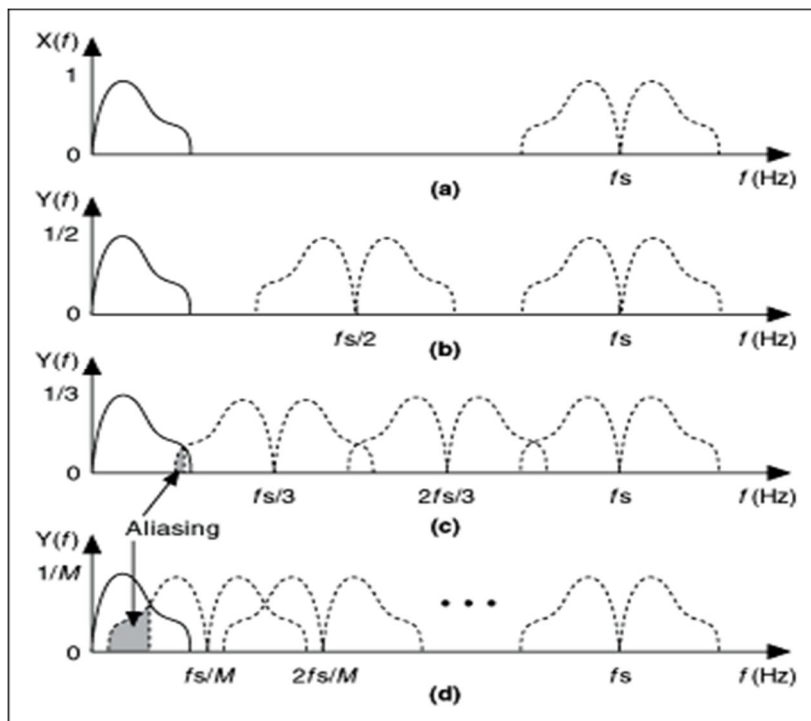 X(f)
1
0
fs
f(Hz)
(a)
Y(f)
1/2
0
fs/2
fs
f(Hz)
(b)
Y(f)
1/3
0
fs/3
2fs/3
fs
f(Hz)
(c)
Aliasing
Y(f)
1/M
0
fs/M
2fs/M
fs
f(Hz)
(d)